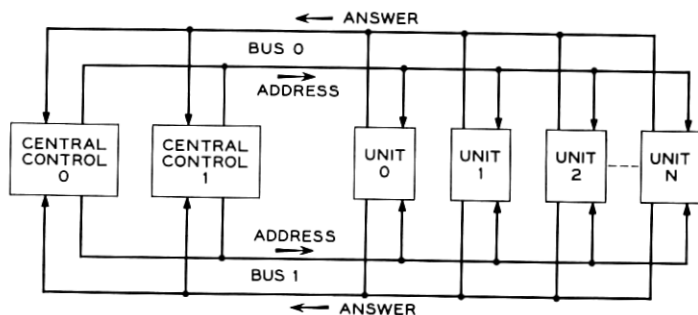 ANSWER
BUS 0
ADDRESS
CENTRAL
CONTROL
0
CENTRAL
CONTROL
1
UNIT
0
UNIT
1
UNIT
2
UNIT
N
ADDRESS
BUS 1
ANSWER